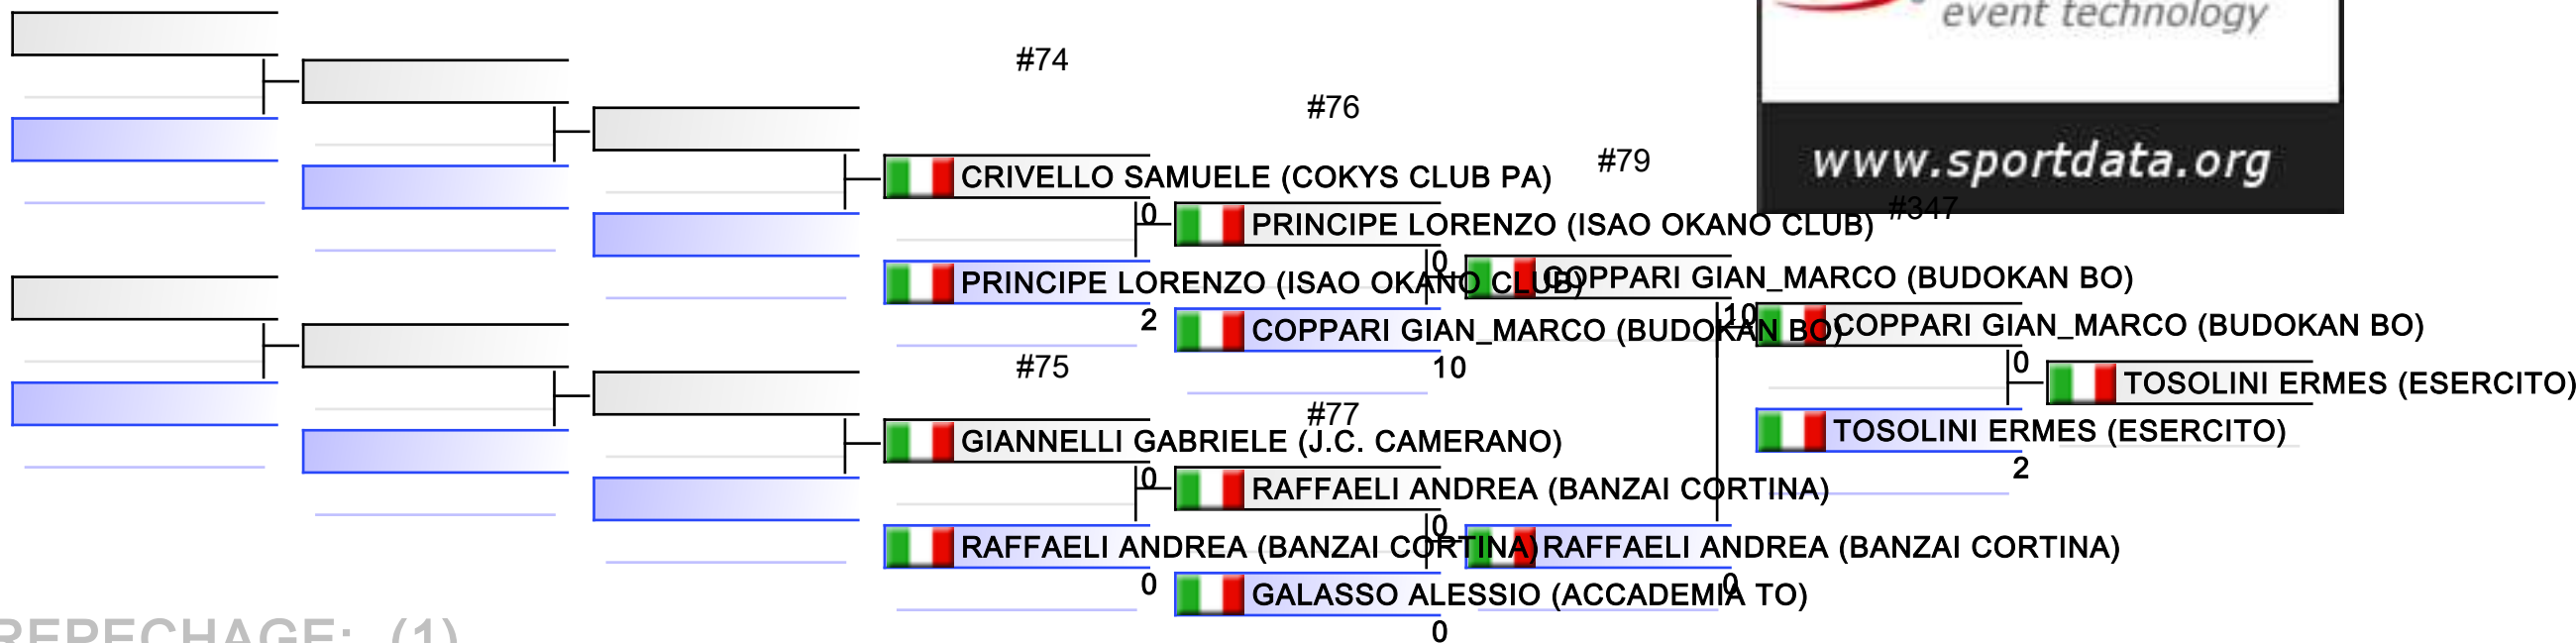 event technology
www.sportdata.org
#74
#76
#79
#347
CRIVELLO SAMUELE (COKYS CLUB PA)
0
PRINCIPE LORENZO (ISAO OKANO CLUB)
0
PRINCIPE LORENZO (ISAO OKANO CLUB)
2
COPPARI GIAN_MARCO (BUDOKAN BO)
10
COPPARI GIAN_MARCO (BUDOKAN BO)
10
COPPARI GIAN_MARCO (BUDOKAN BO)
0
TOSOLINI ERMES (ESERCITO)
TOSOLINI ERMES (ESERCITO)
2
#75
#77
GIANNELLI GABRIELE (J.C. CAMERANO)
0
RAFFAELI ANDREA (BANZAI CORTINA)
0
RAFFAELI ANDREA (BANZAI CORTINA)
0
RAFFAELI ANDREA (BANZAI CORTINA)
0
GALASSO ALESSIO (ACCADEMIA TO)
0
REPECHAGE: (1)